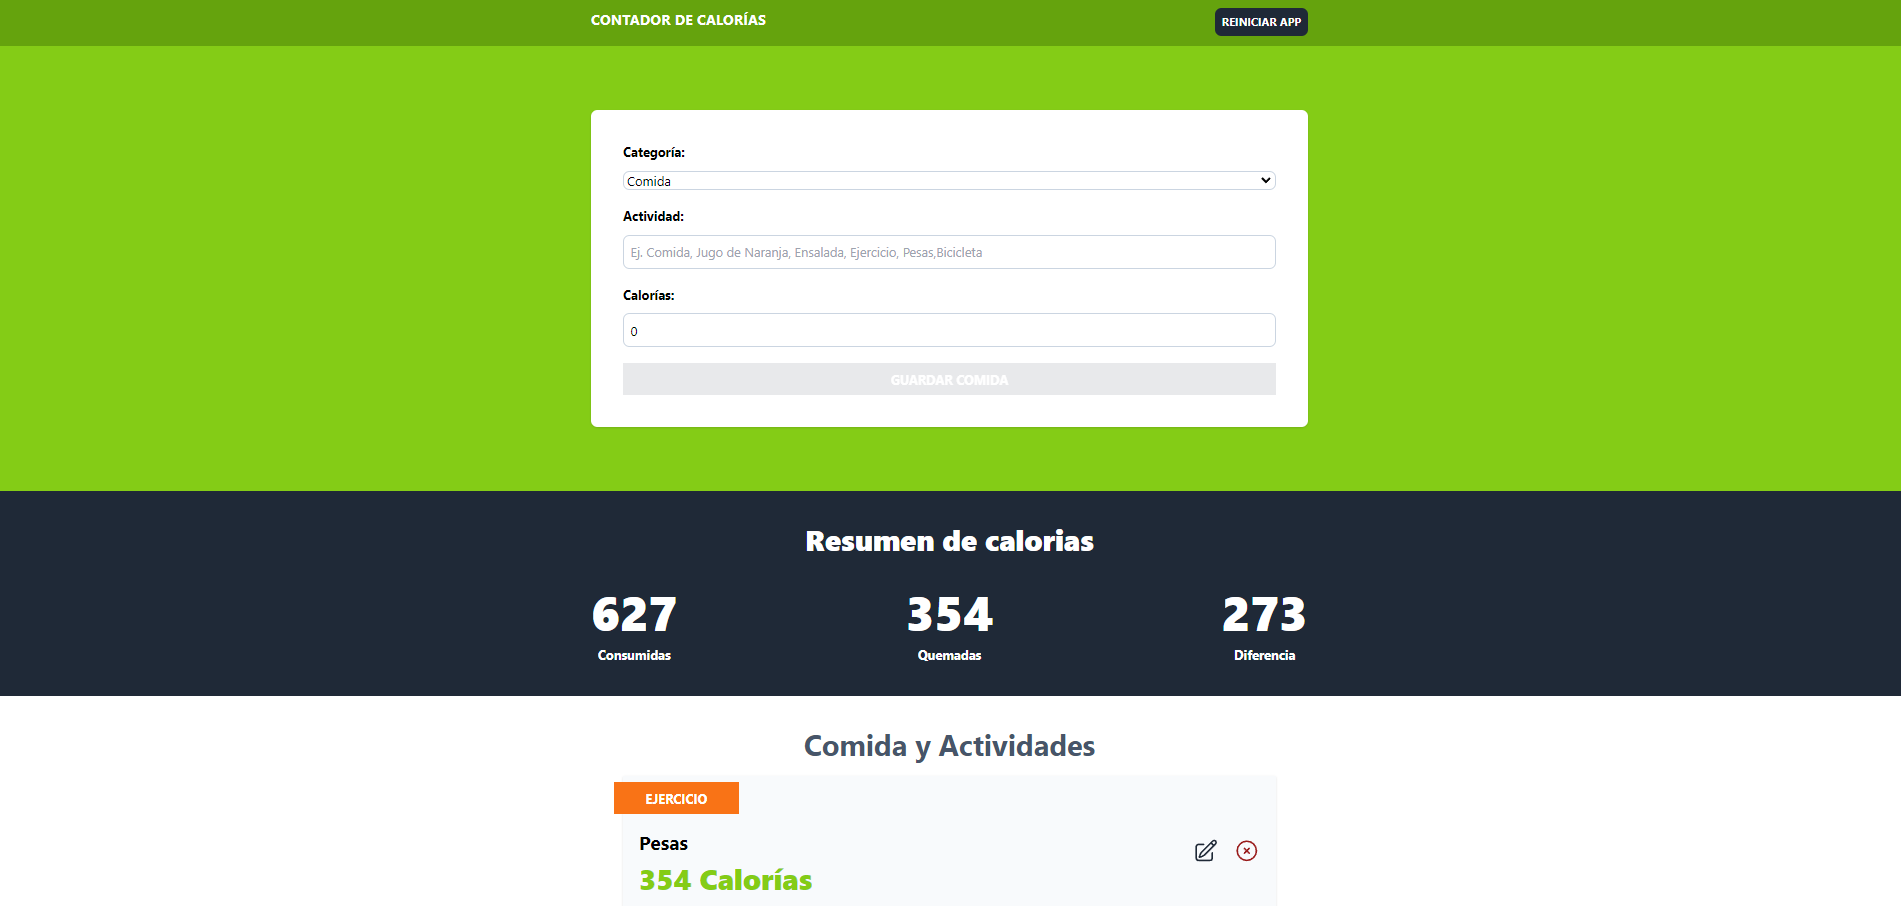 CONTADOR DE CALORÍAS
REINICIAR APP
Categoría:
Comida
Actividad:
Ej. Comida, Jugo de Naranja, Ensalada, Ejercicio, Pesas,Bicicleta
Calorías:
0
GUARDAR COMIDA
Resumen de calorias
627 354 273
Consumidas Quemadas Diferencia
Comida y Actividades
EJERCICIO
Pesas
354 Calorías